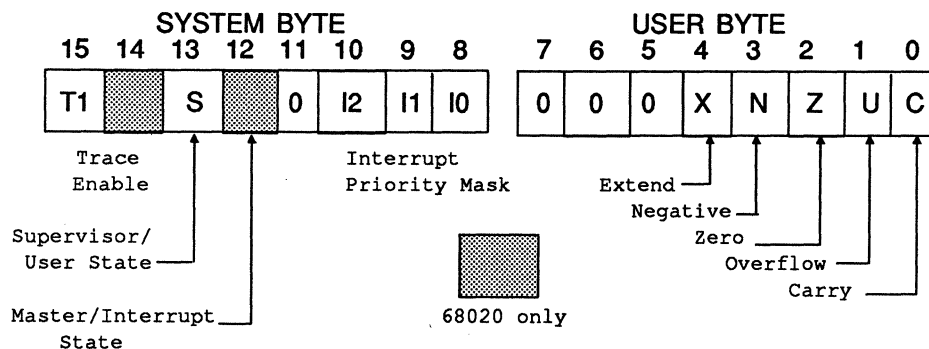 SYSTEM BYTE USER BYTE
15 14 13 12 11 10 9 8 7 6 5 4 3 2 1 0
T1 S 0 I2 I1 I0 0 0 0 X N Z U C
Trace
Enable
Interrupt
Priority Mask
Supervisor/
User State
Master/Interrupt
State
68020 only
Extend
Negative
Zero
Overflow
Carry